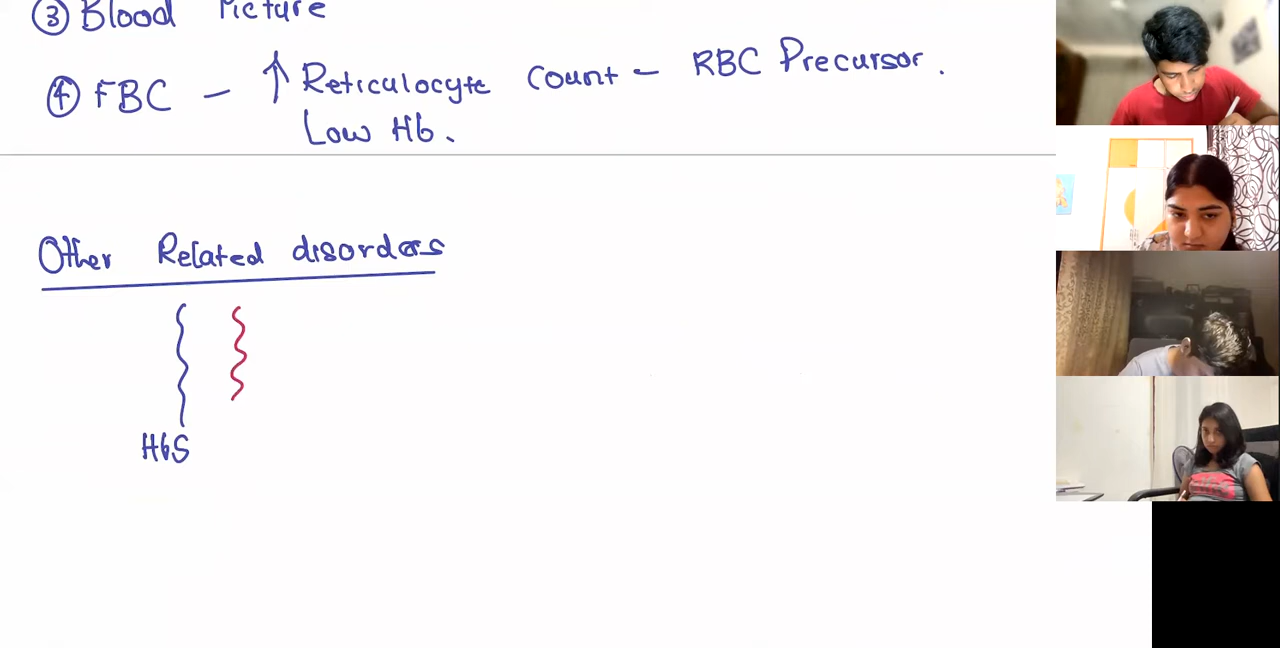 ③ Blood Picture
④ FBC – ↑ Reticulocyte Count – RBC Precursor.
Low Hb.
Other Related disorders
HbS